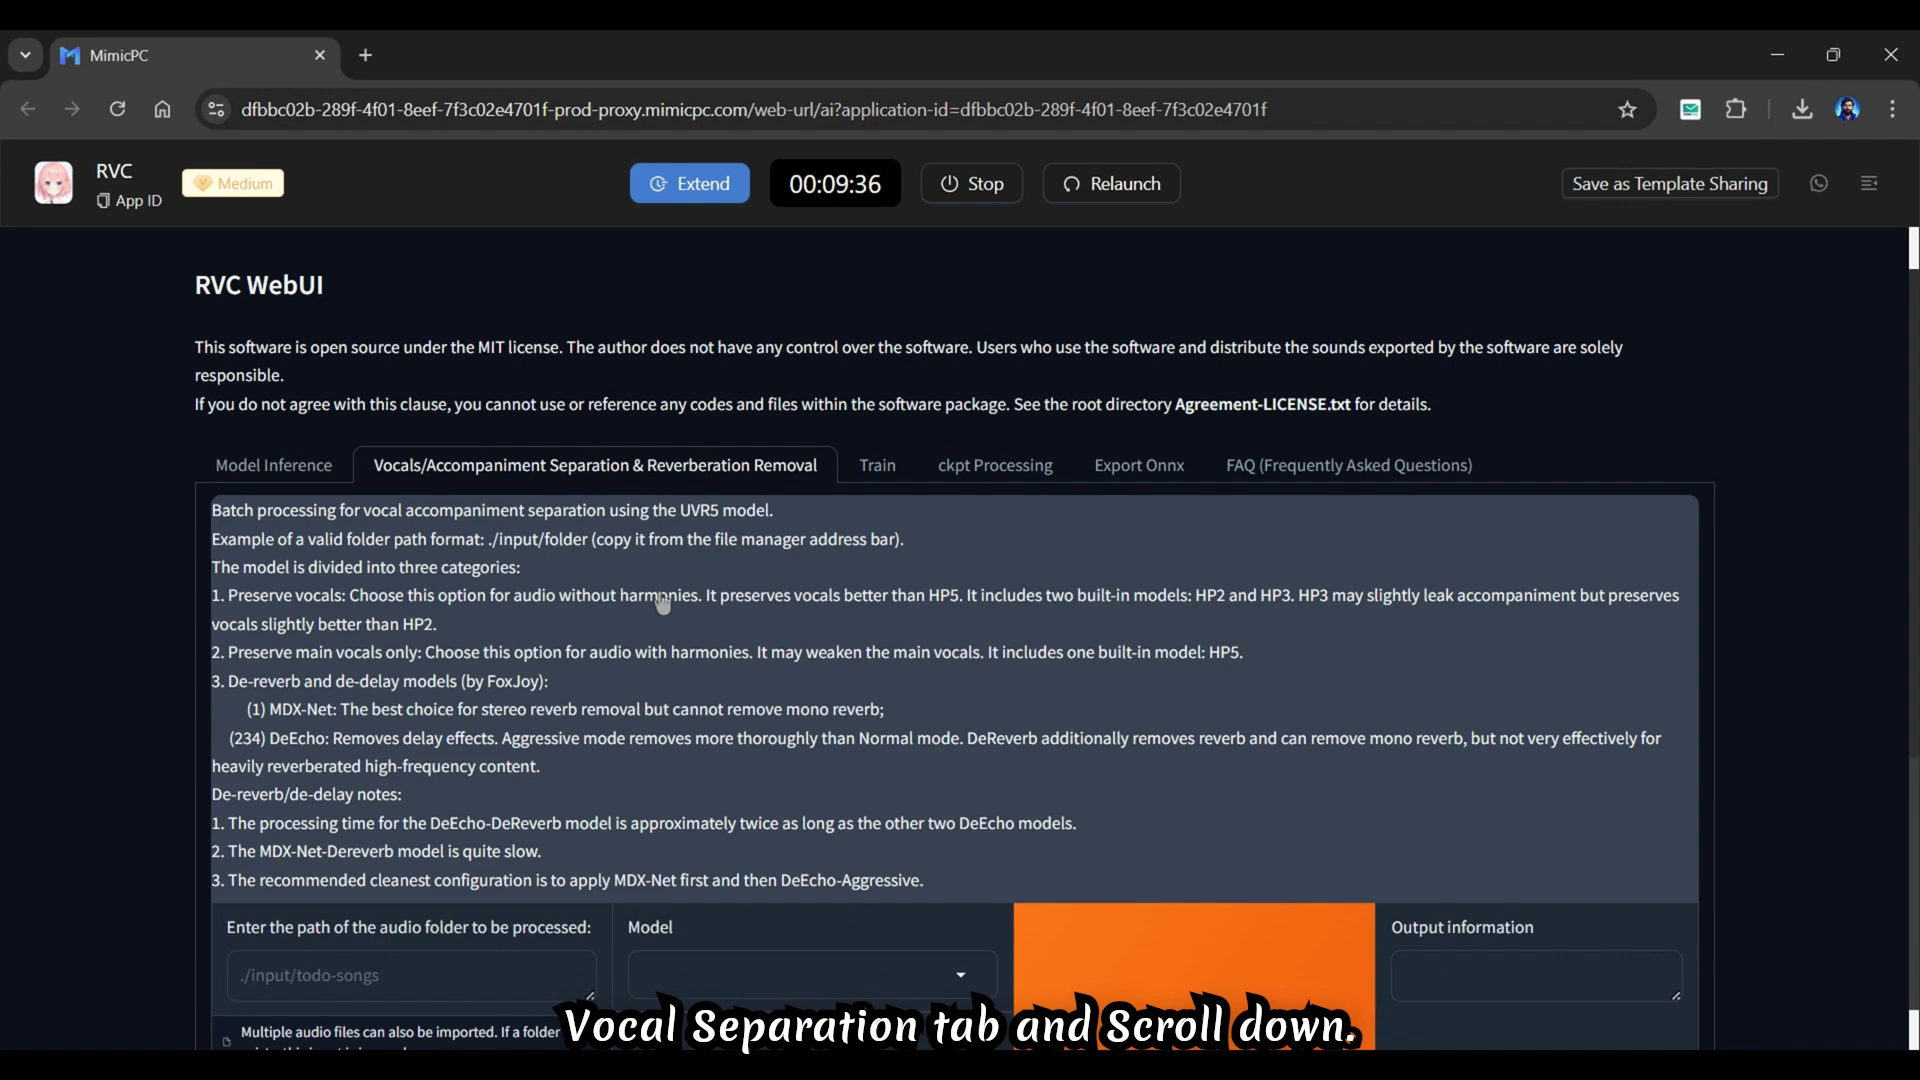 MimicPC
dfbbc02b-289f-4f01-8eef-7f3c02e4701f-prod-proxy.mimicpc.com/web-url/ai?application-id=dfbbc02b-289f-4f01-8eef-7f3c02e4701f
RVC
App ID
Medium
Extend
00:09:36
Stop
Relaunch
Save as Template Sharing
RVC WebUI
This software is open source under the MIT license. The author does not have any control over the software. Users who use the software and distribute the sounds exported by the software are solely
responsible.
If you do not agree with this clause, you cannot use or reference any codes and files within the software package. See the root directory Agreement-LICENSE.txt for details.
Model Inference
Vocals/Accompaniment Separation & Reverberation Removal
Train
ckpt Processing
Export Onnx
FAQ (Frequently Asked Questions)
Batch processing for vocal accompaniment separation using the UVR5 model.
Example of a valid folder path format: ./input/folder (copy it from the file manager address bar).
The model is divided into three categories:
1. Preserve vocals: Choose this option for audio without harmonies. It preserves vocals better than HP5. It includes two built-in models: HP2 and HP3. HP3 may slightly leak accompaniment but preserves
vocals slightly better than HP2.
2. Preserve main vocals only: Choose this option for audio with harmonies. It may weaken the main vocals. It includes one built-in model: HP5.
3. De-reverb and de-delay models (by FoxJoy):
(1) MDX-Net: The best choice for stereo reverb removal but cannot remove mono reverb;
(234) DeEcho: Removes delay effects. Aggressive mode removes more thoroughly than Normal mode. DeReverb additionally removes reverb and can remove mono reverb, but not very effectively for
heavily reverberated high-frequency content.
De-reverb/de-delay notes:
1. The processing time for the DeEcho-DeReverb model is approximately twice as long as the other two DeEcho models.
2. The MDX-Net-Dereverb model is quite slow.
3. The recommended cleanest configuration is to apply MDX-Net first and then DeEcho-Aggressive.
Enter the path of the audio folder to be processed:
Model
Output information
./input/todo-songs
Multiple audio files can also be imported. If a folder
Vocal Separation tab and Scroll down.